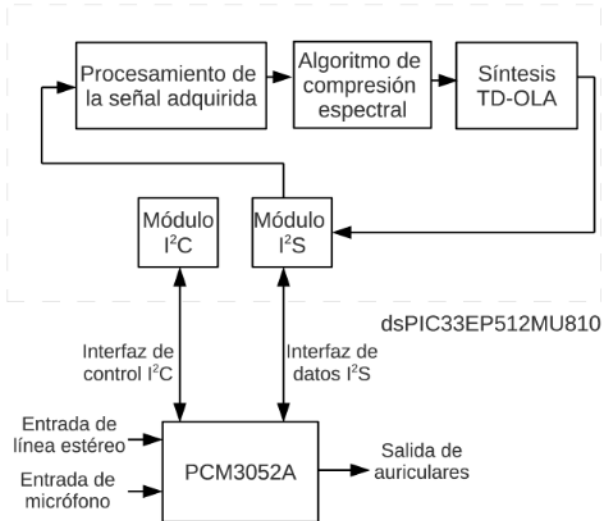 Procesamiento de
la señal adquirida
Algoritmo de
compresión
espectral
Síntesis
TD-OLA
Módulo
I²C
Módulo
I²S
dsPIC33EP512MU810
Interfaz de
control I²C
Interfaz de
datos I²S
Entrada de
línea estéreo
Entrada de
micrófono
PCM3052A
Salida de
auriculares